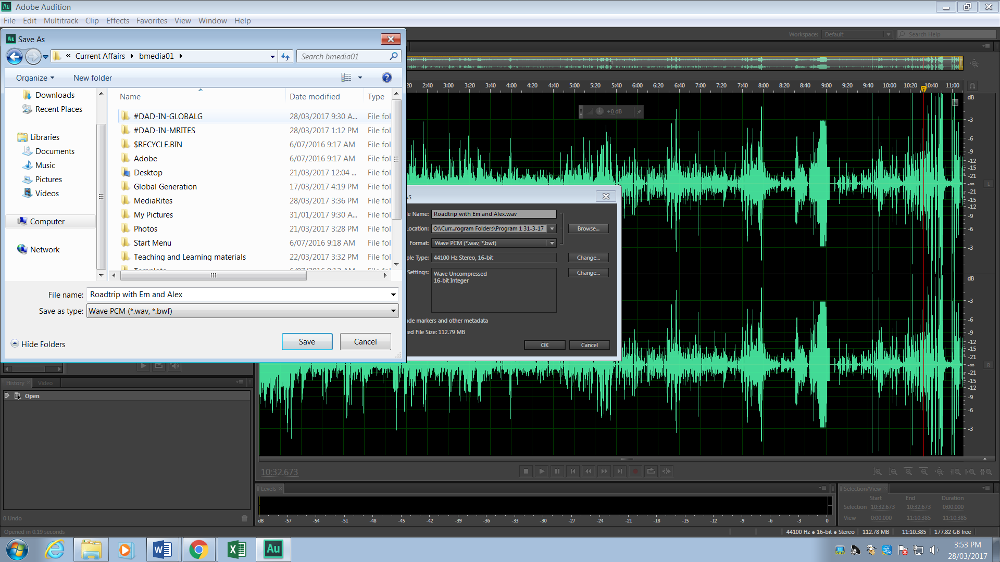 Adobe Audition
File Edit Multitrack Clip Effects Favorites View Window Help
Workspace: Default Search Help
Save As
« Current Affairs bmedia01
Search bmedia01
Organize New folder
Downloads
Recent Places
Libraries
Documents
Music
Pictures
Videos
Computer
Network
Name Date modified Type
#DAD-IN-GLOBALG 28/03/2017 9:30 A... File fol
#DAD-IN-MRITES 28/03/2017 1:12 PM File fol
$RECYCLE.BIN 6/07/2016 9:17 AM File fol
Adobe 6/07/2016 9:17 AM File fol
Desktop 21/03/2017 12:04 ... File fol
Global Generation 17/03/2017 4:19 PM File fol
MediaRites 28/03/2017 3:36 PM File fol
My Pictures 31/01/2017 9:30 A... File fol
Photos 21/03/2017 3:28 PM File fol
Start Menu 6/07/2016 9:18 AM File fol
Teaching and Learning materials 22/03/2017 3:32 PM File fol
File name: Roadtrip with Em and Alex
Save as type: Wave PCM (*.wav, *.bwf)
Hide Folders
Save Cancel
:20 2:40 3:00 3:20 3:40 4:00 4:20 4:40 5:00 5:20 5:40 6:00 6:20 6:40 7:00 7:20 7:40 8:00 8:20 8:40 9:00 9:20 9:40 10:00 10:20 10:40 11:00
+0 dB
dB
-3
-6
-9
-12
-15
-21
-∞
-21
-15
-12
-9
-6
-3
L
As
le Name: Roadtrip with Em and Alex.wav
Location: O:\Curr...rogram Folders\Program 1 31-3-17 Browse...
Format: Wave PCM (*.wav, *.bwf)
ple Type: 44100 Hz Stereo, 16-bit Change...
Settings: Wave Uncompressed Change...
16-bit Integer
ude markers and other metadata
ted File Size: 112.79 MB
OK Cancel
dB
-3
-6
-9
-12
-15
-21
-∞
-21
-15
-12
-9
-6
-3
R
History Video
Open
0 Undo
Opened in 0.19 seconds
10:32.673
Levels
dB -57 -54 -51 -48 -45 -42 -39 -36 -33 -30 -27 -24 -21 -18 -15 -12 -9 -6 -3 0
Selection/View
Start End Duration
Selection 10:32.673 10:32.673 0:00.000
View 0:00.000 11:10.385 11:10.385
44100 Hz • 16-bit • Stereo 112.78 MB 11:10.385 177.82 GB free
Au
DAD
3:53 PM
28/03/2017